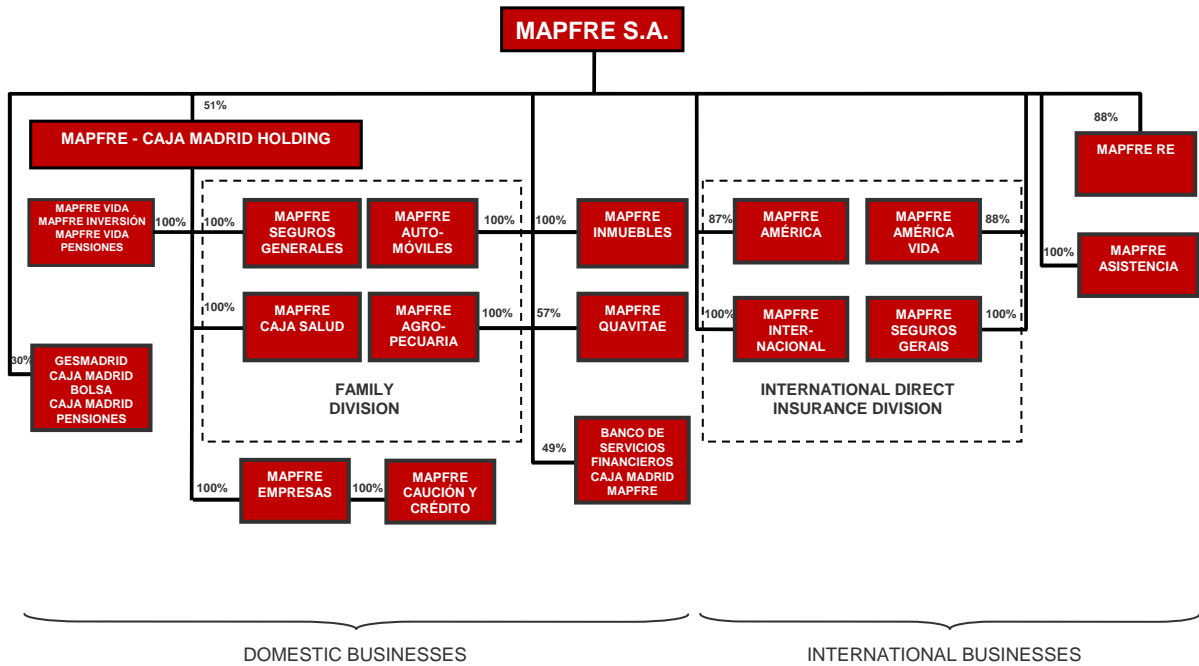 MAPFRE S.A.
51%
88%
MAPFRE - CAJA MADRID HOLDING
MAPFRE RE
MAPFRE VIDA
MAPFRE INVERSIÓN
MAPFRE VIDA
PENSIONES
100%
100%
MAPFRE
SEGUROS
GENERALES
MAPFRE
AUTO-
MÓVILES
100%
100%
MAPFRE
INMUEBLES
87%
MAPFRE
AMÉRICA
MAPFRE
AMÉRICA
VIDA
88%
100%
MAPFRE
ASISTENCIA
100%
MAPFRE
CAJA SALUD
MAPFRE
AGRO-
PECUARIA
100%
57%
MAPFRE
QUAVITAE
100%
MAPFRE
INTER-
NACIONAL
MAPFRE
SEGUROS
GERAIS
100%
30%
GESMADRID
CAJA MADRID
BOLSA
CAJA MADRID
PENSIONES
FAMILY
DIVISION
INTERNATIONAL DIRECT
INSURANCE DIVISION
49%
BANCO DE
SERVICIOS
FINANCIEROS
CAJA MADRID
MAPFRE
100%
MAPFRE
EMPRESAS
100%
MAPFRE
CAUCIÓN Y
CRÉDITO
DOMESTIC BUSINESSES
INTERNATIONAL BUSINESSES